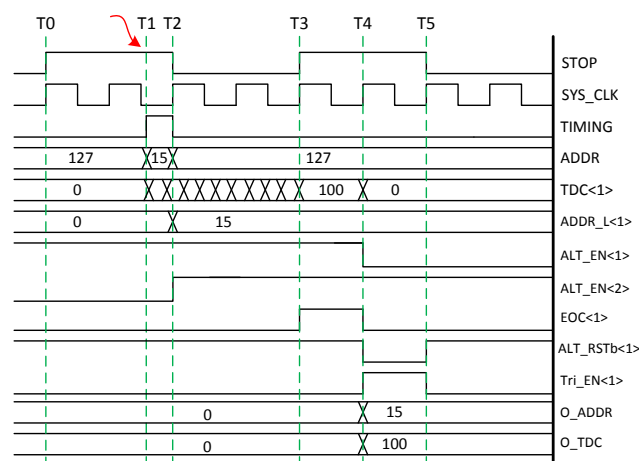 T0 T1 T2 T3 T4 T5
STOP
SYS_CLK
TIMING
127 15 127 ADDR
0 100 0 TDC<1>
0 15 ADDR_L<1>
ALT_EN<1>
ALT_EN<2>
EOC<1>
ALT_RSTb<1>
Tri_EN<1>
0 15 O_ADDR
0 100 O_TDC